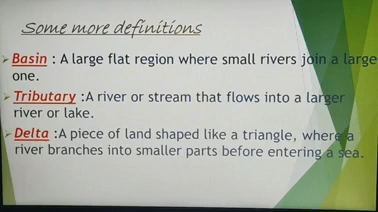 Some more definitions
Basin : A large flat region where small rivers join a large
one.
Tributary :A river or stream that flows into a larger
river or lake.
Delta :A piece of land shaped like a triangle, where a
river branches into smaller parts before entering a sea.